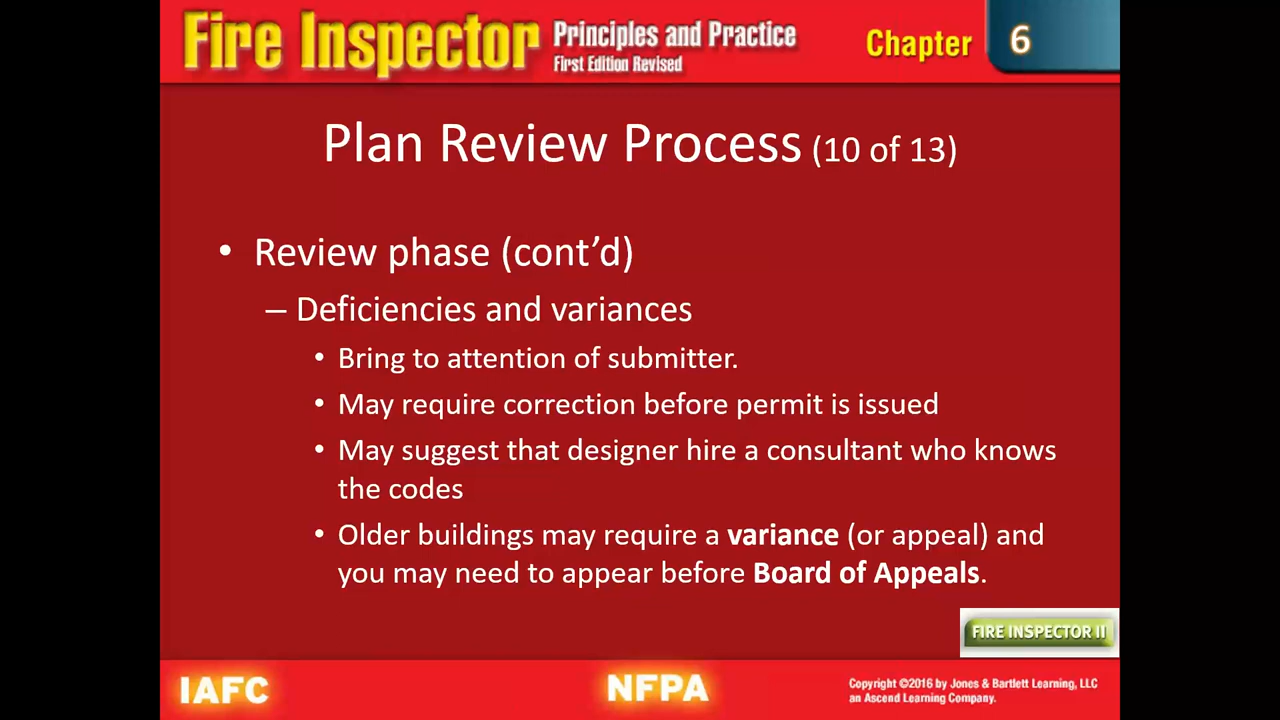 Fire Inspector Principles and Practice
First Edition Revised
Chapter 6
Plan Review Process (10 of 13)
• Review phase (cont’d)
– Deficiencies and variances
• Bring to attention of submitter.
• May require correction before permit is issued
• May suggest that designer hire a consultant who knows
the codes
• Older buildings may require a variance (or appeal) and
you may need to appear before Board of Appeals.
FIRE INSPECTOR II
IAFC
NFPA
Copyright ©2016 by Jones & Bartlett Learning, LLC
an Ascend Learning Company.